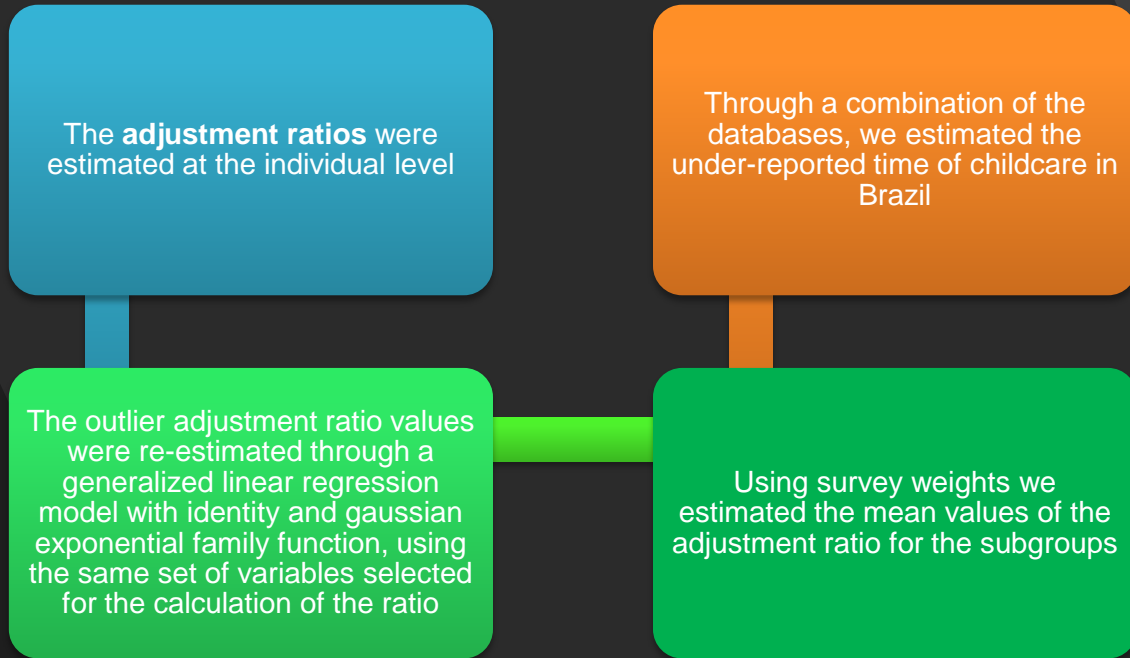 The adjustment ratios were
estimated at the individual level
The outlier adjustment ratio values
were re-estimated through a
generalized linear regression
model with identity and gaussian
exponential family function, using
the same set of variables selected
for the calculation of the ratio
Using survey weights we
estimated the mean values of the
adjustment ratio for the subgroups
Through a combination of the
databases, we estimated the
under-reported time of childcare in
Brazil